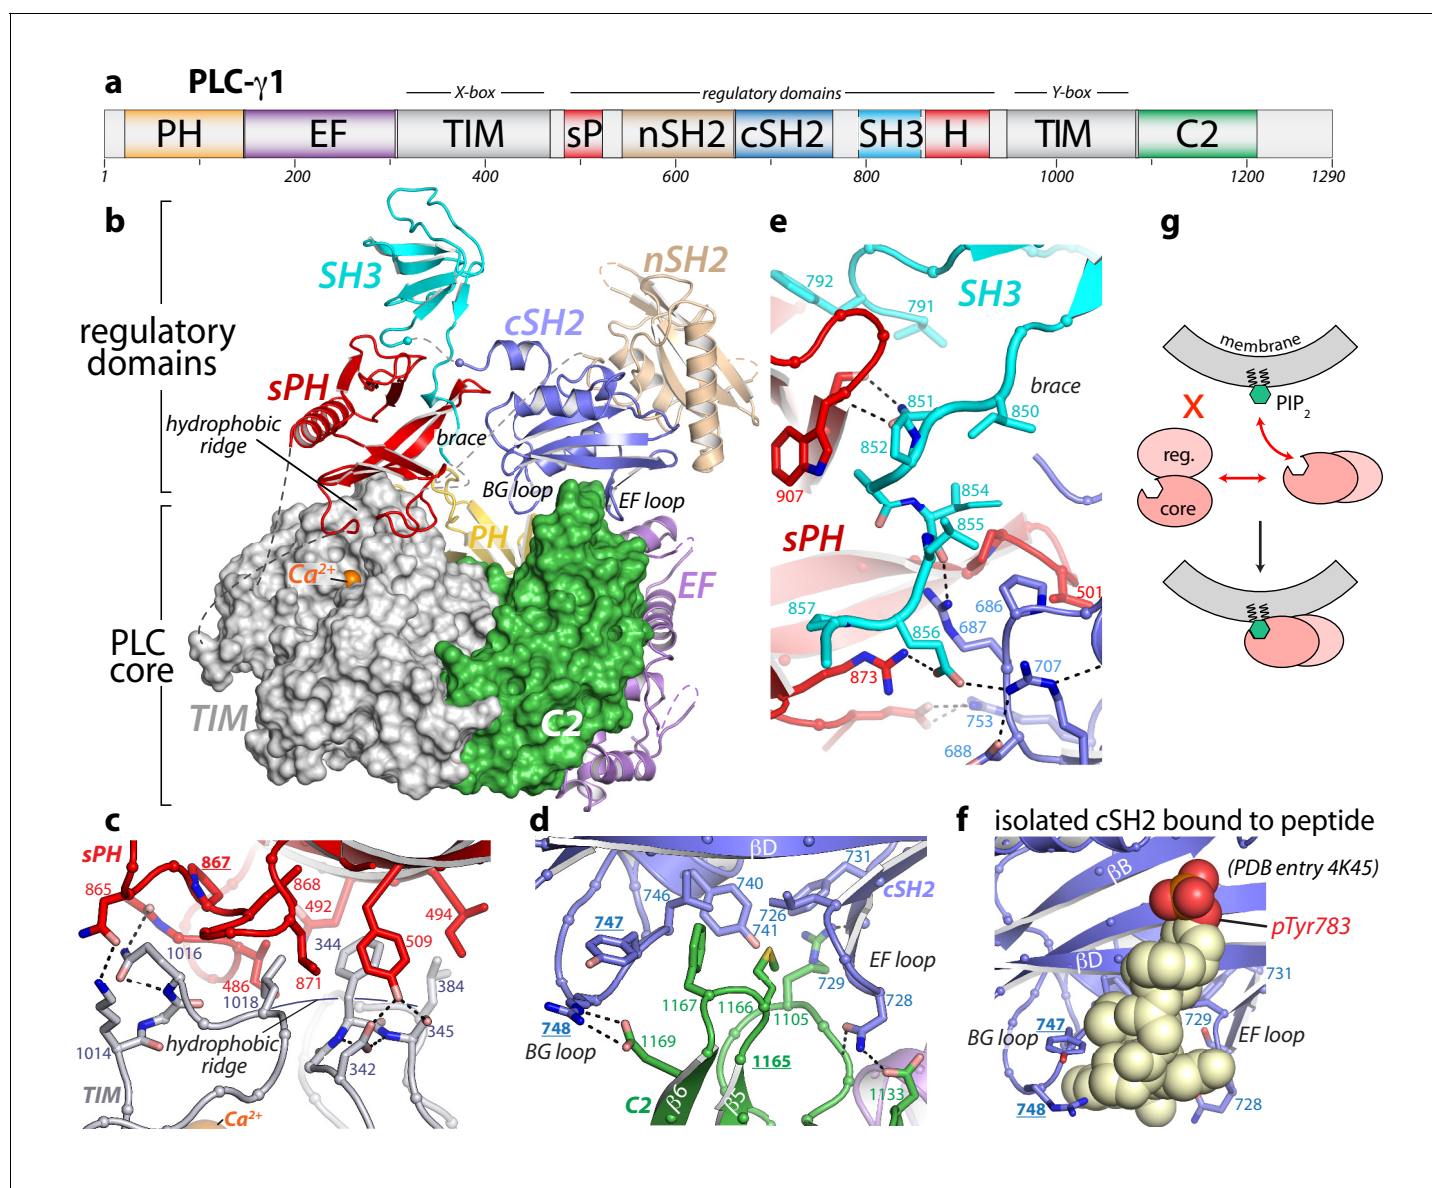 a
PLC-γ1
X-box
regulatory domains
Y-box
PH
EF
TIM
sP
nSH2
cSH2
SH3
H
TIM
C2
1
200
400
600
800
1000
1200
1290
b
regulatory
domains
SH3
nSH2
cSH2
sPH
hydrophobic
ridge
brace
BG loop
EF loop
PH
Ca2+
EF
PLC
core
TIM
C2
e
792
791
SH3
brace
851
850
852
907
854
855
sPH
501
686
687
857
856
707
873
753
688
g
membrane
PIP2
X
reg.
core
c
sPH
867
865
868
492
494
344
509
1016
486
871
384
1018
345
1014
hydrophobic
ridge
342
TIM
Ca2+
d
βD
731
740
cSH2
746
726
741
747
EF loop
1167
1166
729
728
1105
748
BG loop
1169
1165
1133
C2
β6
β5
f
isolated cSH2 bound to peptide
(PDB entry 4K45)
βB
pTyr783
βD
731
729
747
BG loop
EF loop
748
728